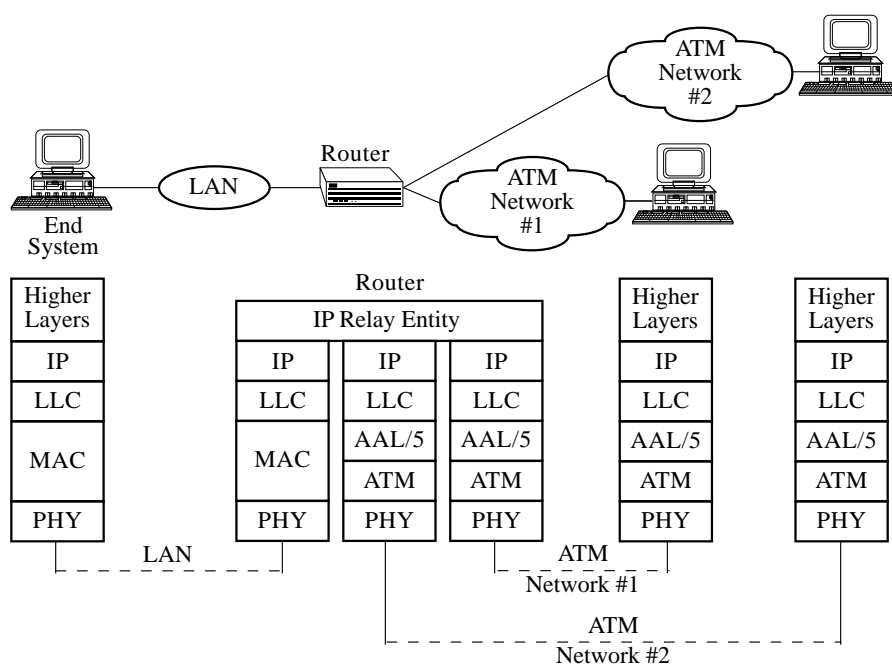 ATM
Network
#2
Router
LAN
ATM
Network
#1
End
System
Router
Higher
Layers
IP Relay Entity
Higher
Layers
Higher
Layers
IP
IP
IP
IP
IP
IP
LLC
LLC
LLC
LLC
LLC
LLC
MAC
MAC
AAL/5
AAL/5
AAL/5
AAL/5
ATM
ATM
ATM
ATM
PHY
PHY
PHY
PHY
PHY
PHY
LAN
ATM
Network #1
ATM
Network #2